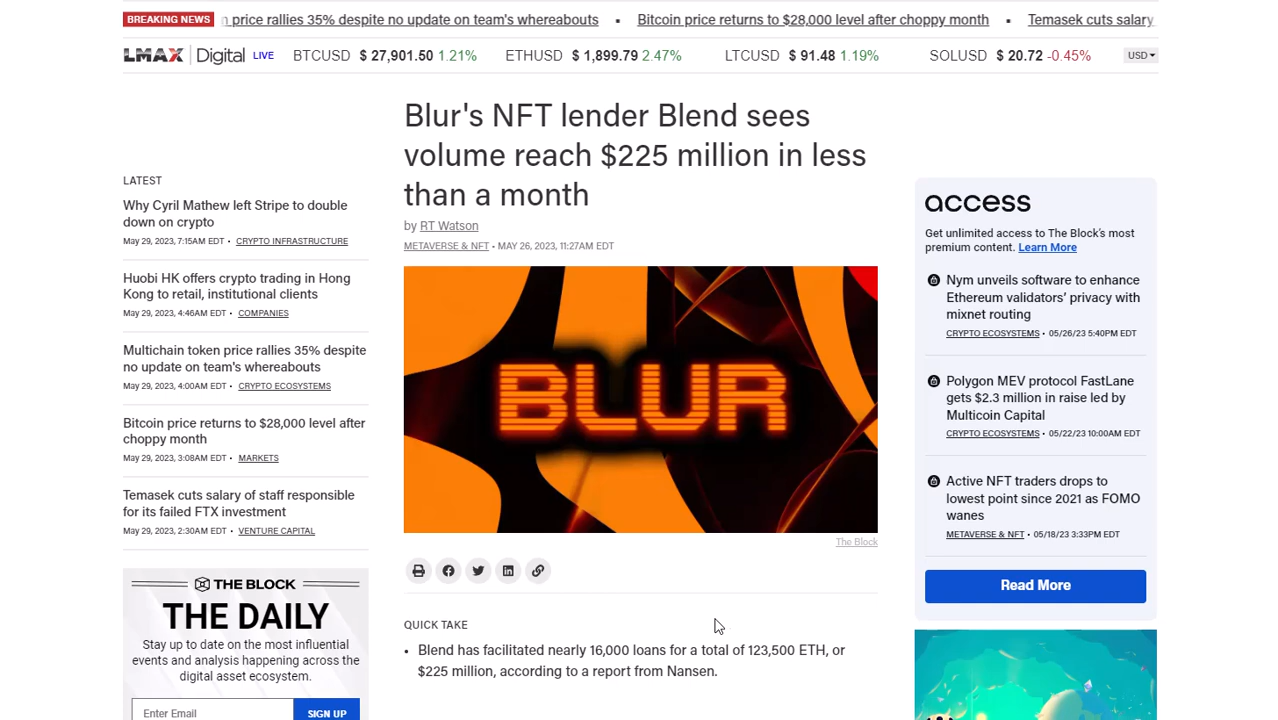 BREAKING NEWS price rallies 35% despite no update on team's whereabouts ▪ Bitcoin price returns to $28,000 level after choppy month ▪ Temasek cuts salary
LMAX Digital LIVE BTCUSD $ 27,901.50 1.21% ETHUSD $ 1,899.79 2.47% LTCUSD $ 91.48 1.19% SOLUSD $ 20.72 -0.45% USD
Blur's NFT lender Blend sees
volume reach $225 million in less
than a month
by RT Watson
METAVERSE & NFT • MAY 26, 2023, 11:27AM EDT
LATEST
Why Cyril Mathew left Stripe to double
down on crypto
May 29, 2023, 7:15AM EDT • CRYPTO INFRASTRUCTURE
Huobi HK offers crypto trading in Hong
Kong to retail, institutional clients
May 29, 2023, 4:46AM EDT • COMPANIES
Multichain token price rallies 35% despite
no update on team's whereabouts
May 29, 2023, 4:00AM EDT • CRYPTO ECOSYSTEMS
Bitcoin price returns to $28,000 level after
choppy month
May 29, 2023, 3:08AM EDT • MARKETS
Temasek cuts salary of staff responsible
for its failed FTX investment
May 29, 2023, 2:30AM EDT • VENTURE CAPITAL
THE BLOCK
THE DAILY
Stay up to date on the most influential
events and analysis happening across the
digital asset ecosystem.
Enter Email SIGN UP
BLUR
The Block
QUICK TAKE
• Blend has facilitated nearly 16,000 loans for a total of 123,500 ETH, or
$225 million, according to a report from Nansen.
access
Get unlimited access to The Block's most
premium content. Learn More
Nym unveils software to enhance
Ethereum validators' privacy with
mixnet routing
CRYPTO ECOSYSTEMS • 05/26/23 5:40PM EDT
Polygon MEV protocol FastLane
gets $2.3 million in raise led by
Multicoin Capital
CRYPTO ECOSYSTEMS • 05/22/23 10:00AM EDT
Active NFT traders drops to
lowest point since 2021 as FOMO
wanes
METAVERSE & NFT • 05/18/23 3:33PM EDT
Read More